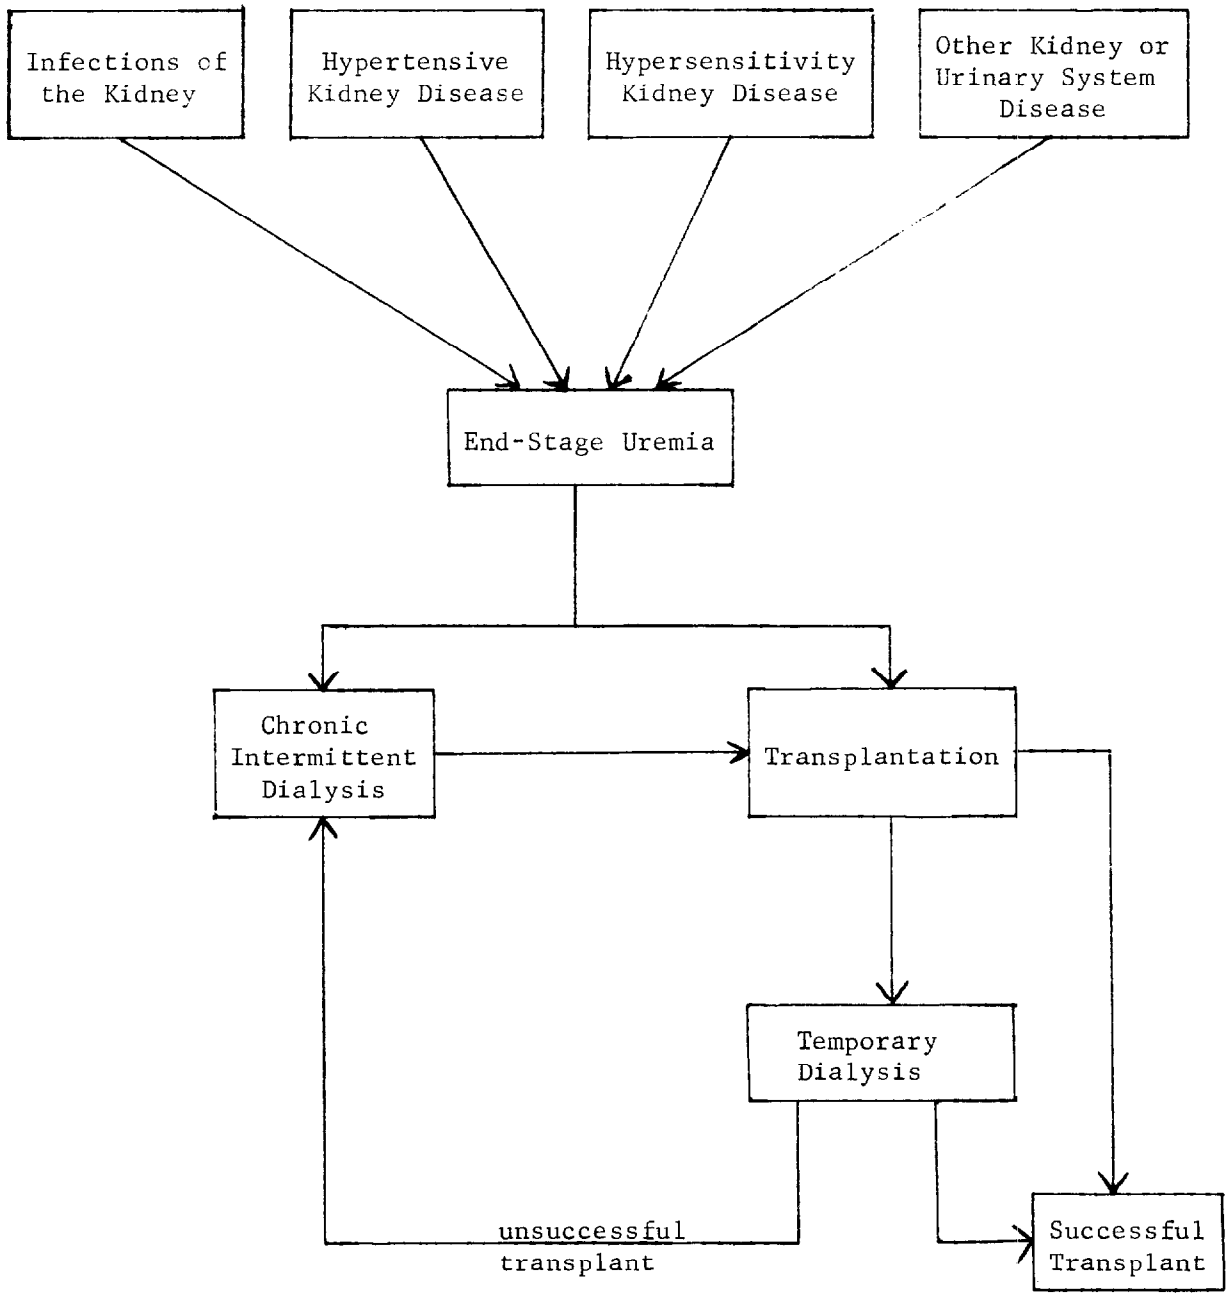 Infections of
the Kidney
Hypertensive
Kidney Disease
Hypersensitivity
Kidney Disease
Other Kidney or
Urinary System
Disease
End-Stage Uremia
Chronic
Intermittent
Dialysis
Transplantation
Temporary
Dialysis
unsuccessful
transplant
Successful
Transplant